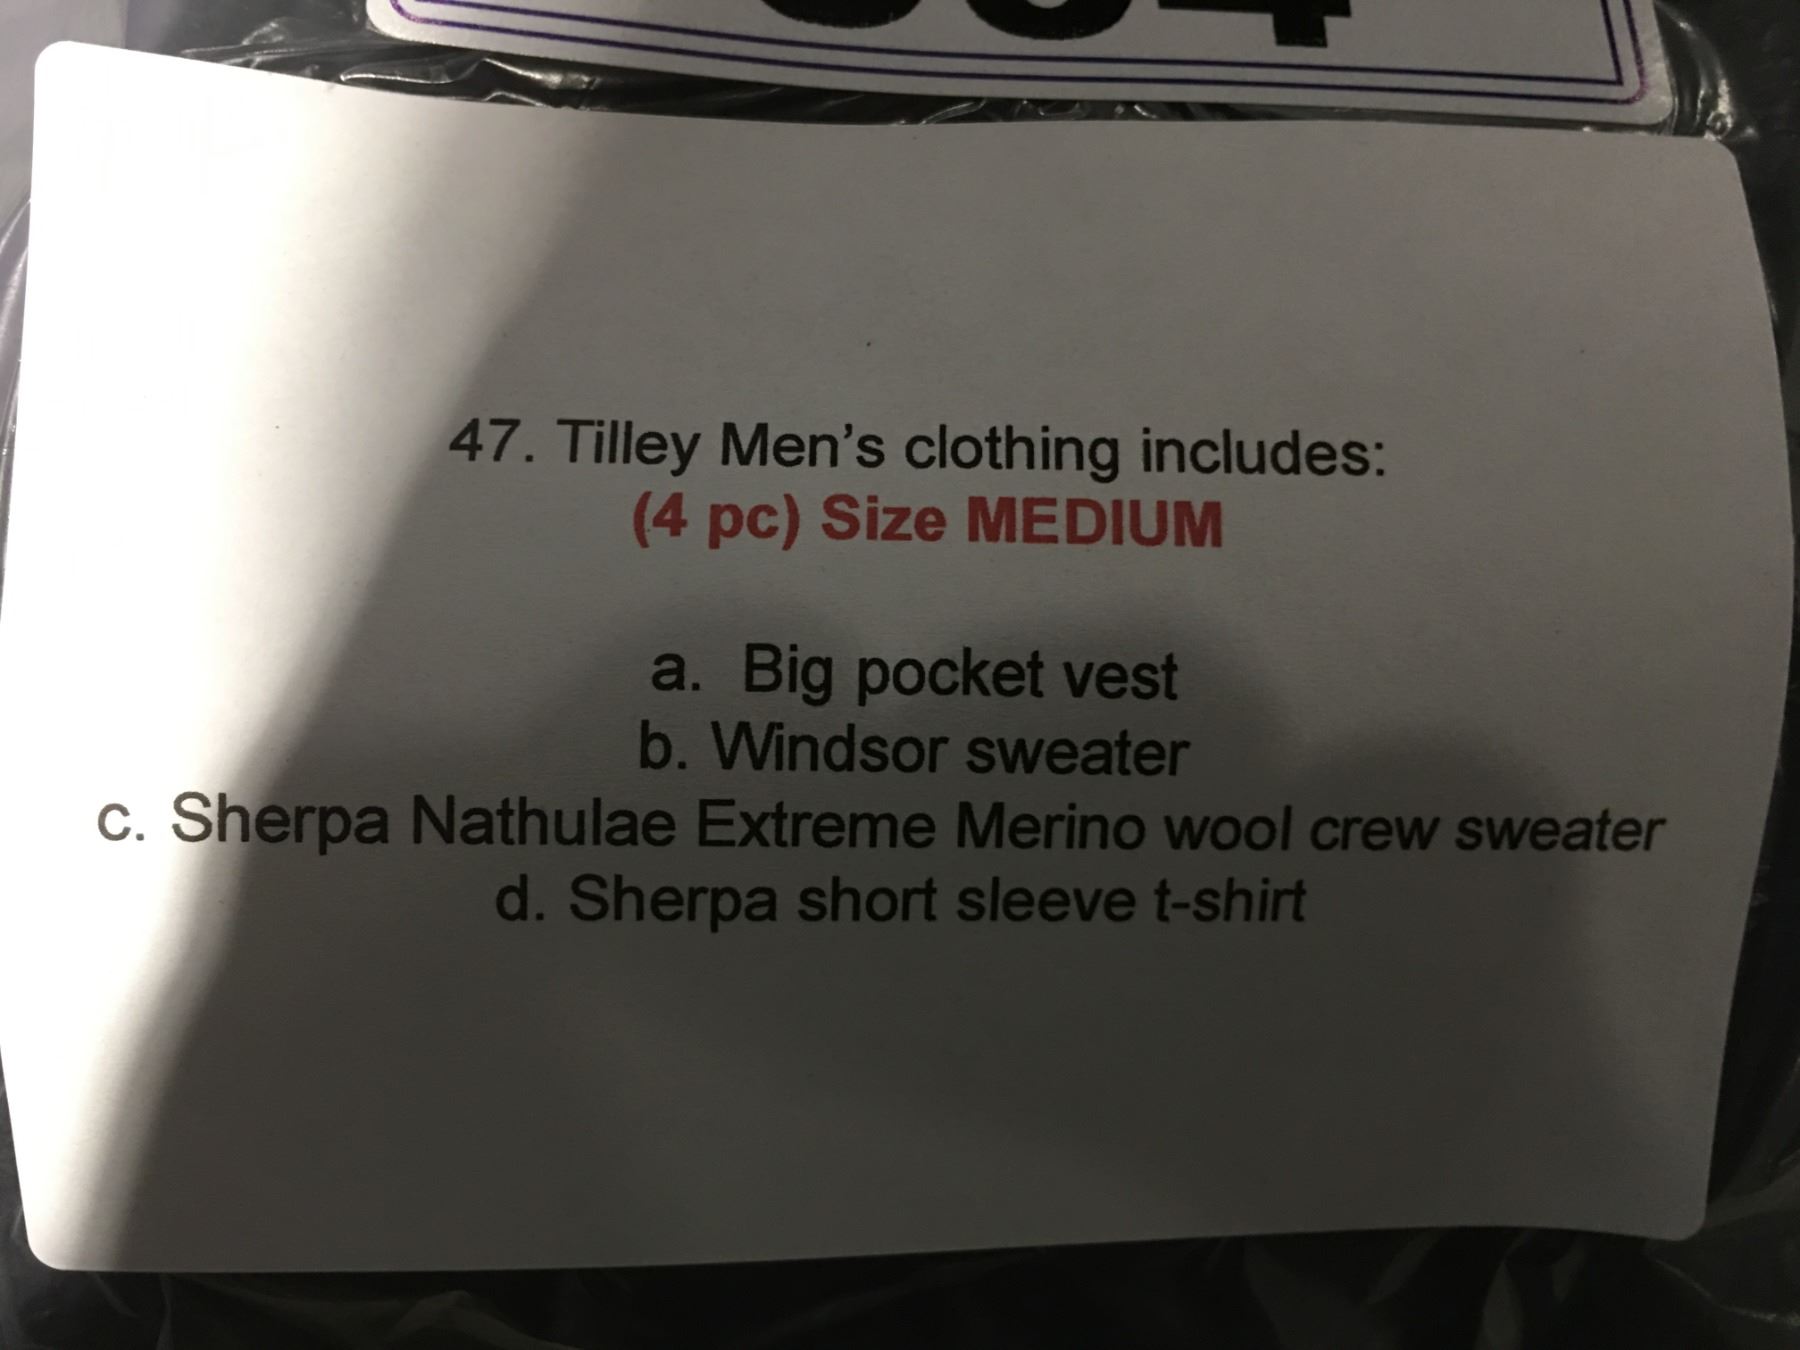 47. Tilley Men's clothing includes:
(4 pc) Size MEDIUM
a. Big pocket vest
b. Windsor sweater
c. Sherpa Nathulae Extreme Merino wool crew sweater
d. Sherpa short sleeve t-shirt